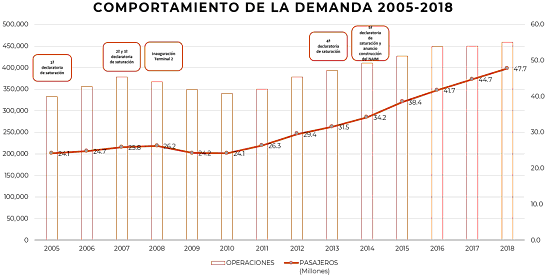 COMPORTAMIENTO DE LA DEMANDA 2005-2018
500,000
450,000
400,000
350,000
300,000
250,000
200,000
150,000
100,000
50,000
0
60.0
50.0
40.0
30.0
20.0
10.0
0.0
1ª
declaratoria
de saturación
2ª y 3ª
declaratoria
de saturación
Inauguración
Terminal 2
4ª
declaratoria
de saturación
5ª
declaratoria
de
saturación y
anuncio
construcción
del NAIM
24.1
24.7
25.8
26.2
24.2
24.1
26.3
29.4
31.5
34.2
38.4
41.7
44.7
47.7
2005 2006 2007 2008 2009 2010 2011 2012 2013 2014 2015 2016 2017 2018
OPERACIONES PASAJEROS
(Millones)